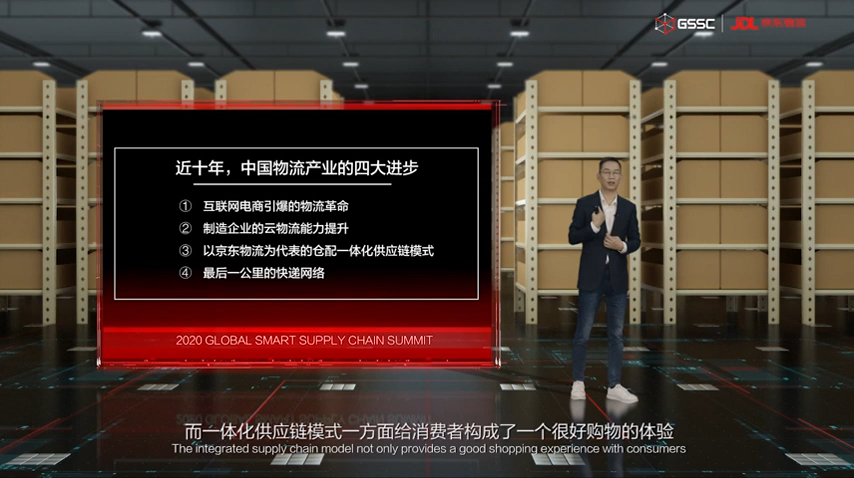 GSSC
JDL 京东物流
近十年，中国物流产业的四大进步
① 互联网电商引爆的物流革命
② 制造企业的云物流能力提升
③ 以京东物流为代表的仓配一体化供应链模式
④ 最后一公里的快递网络
2020 GLOBAL SMART SUPPLY CHAIN SUMMIT
而一体化供应链模式一方面给消费者构成了一个很好购物的体验
The integrated supply chain model not only provides a good shopping experience with consumers